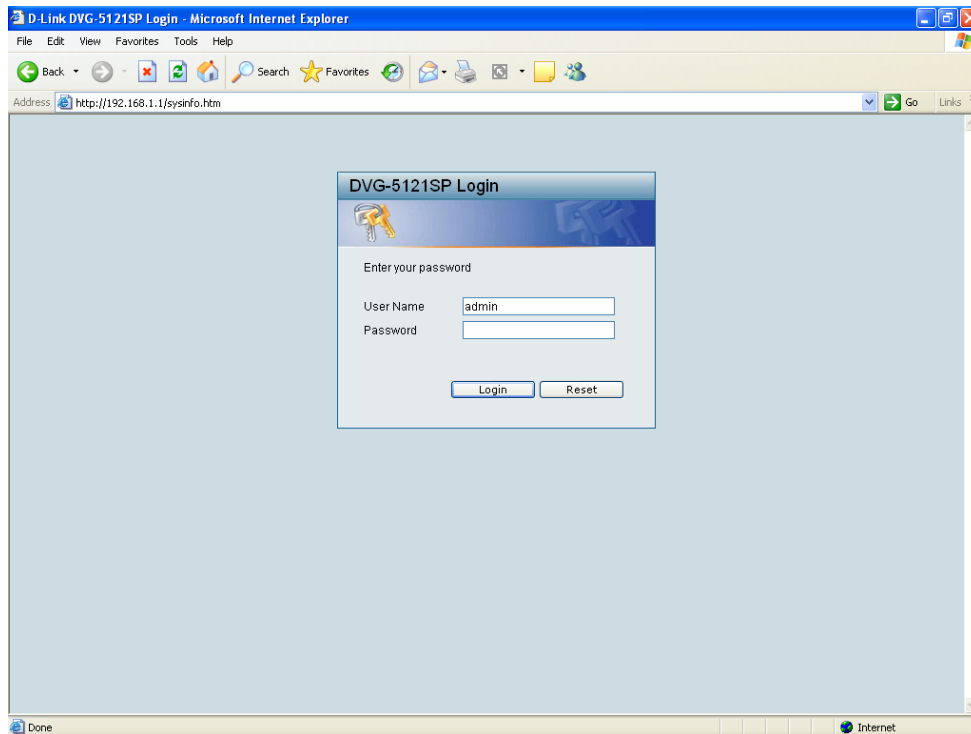 D-Link DVG-5121SP Login - Microsoft Internet Explorer
File Edit View Favorites Tools Help
Back Search Favorites
Address http://192.168.1.1/sysinfo.htm Go Links
DVG-5121SP Login
Enter your password
User Name admin
Password
Login Reset
Done Internet